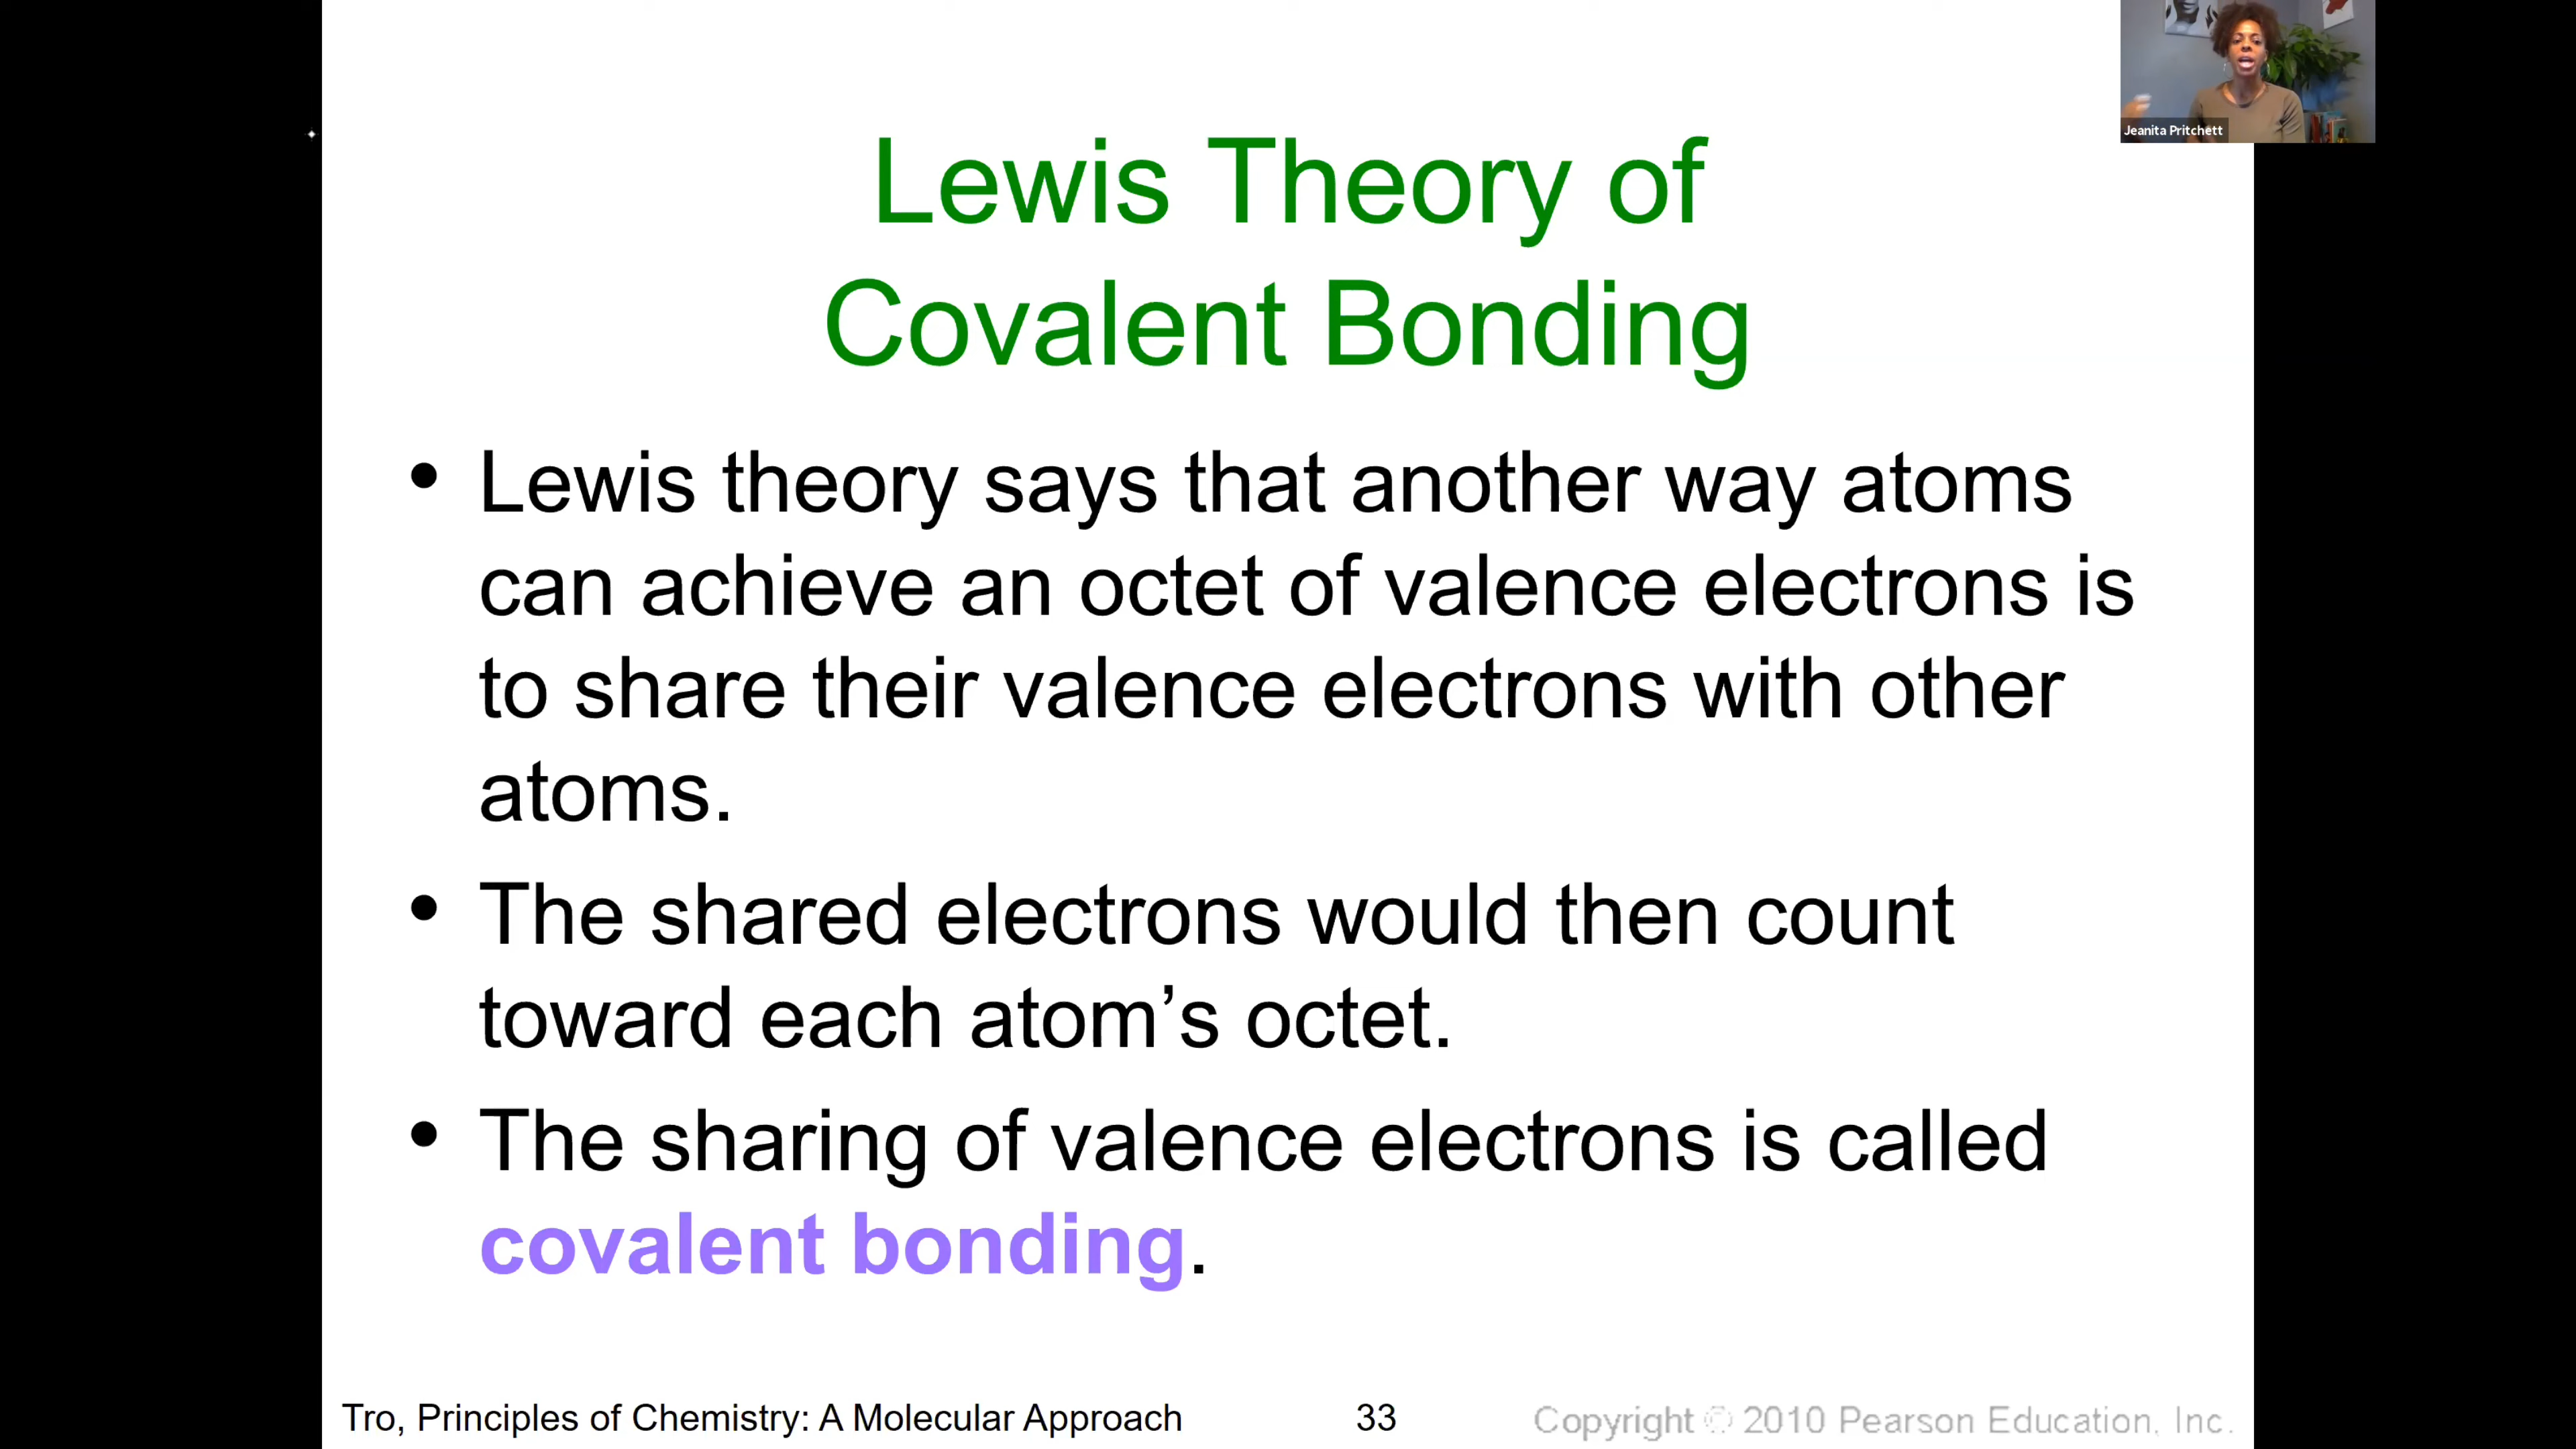 Jeanita Pritchett
Lewis Theory of
Covalent Bonding
• Lewis theory says that another way atoms
can achieve an octet of valence electrons is
to share their valence electrons with other
atoms.
• The shared electrons would then count
toward each atom’s octet.
• The sharing of valence electrons is called
covalent bonding.
Tro, Principles of Chemistry: A Molecular Approach 33 Copyright © 2010 Pearson Education, Inc.